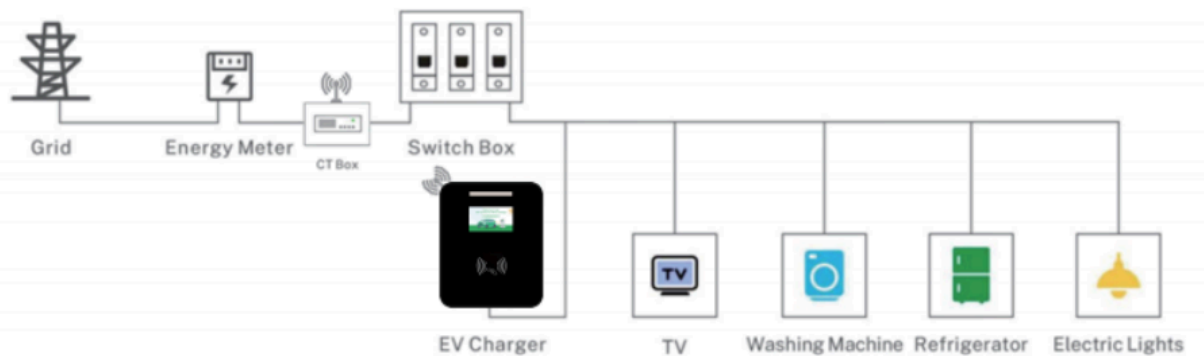 Grid
Energy Meter
CT Box
Switch Box
EV Charger
TV
TV
Washing Machine
Refrigerator
Electric Lights